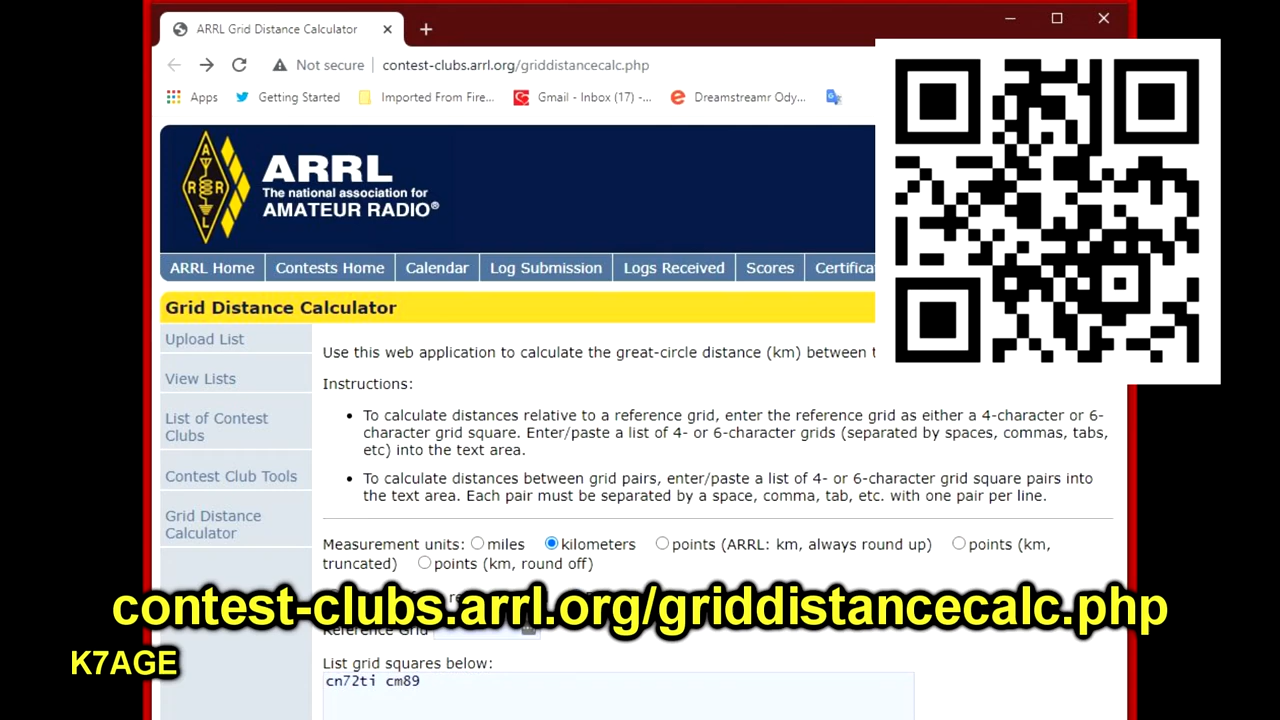 ARRL Grid Distance Calculator
Not secure contest-clubs.arrl.org/griddistancecalc.php
Apps Getting Started Imported From Fire... Gmail - Inbox (17) -... Dreamstreamr Ody...
A
R R
L
ARRL
The national association for
AMATEUR RADIO®
ARRL Home Contests Home Calendar Log Submission Logs Received Scores Certifica
Grid Distance Calculator
Upload List
View Lists
List of Contest
Clubs
Contest Club Tools
Grid Distance
Calculator
Use this web application to calculate the great-circle distance (km) between
Instructions:
• To calculate distances relative to a reference grid, enter the reference grid as either a 4-character or 6-
character grid square. Enter/paste a list of 4- or 6-character grids (separated by spaces, commas, tabs,
etc) into the text area.
• To calculate distances between grid pairs, enter/paste a list of 4- or 6-character grid square pairs into
the text area. Each pair must be separated by a space, comma, tab, etc. with one pair per line.
Measurement units: miles kilometers points (ARRL: km, always round up) points (km,
truncated) points (km, round off)
contest-clubs.arrl.org/griddistancecalc.php
Reference Grid
K7AGE
List grid squares below:
cn72ti cm89